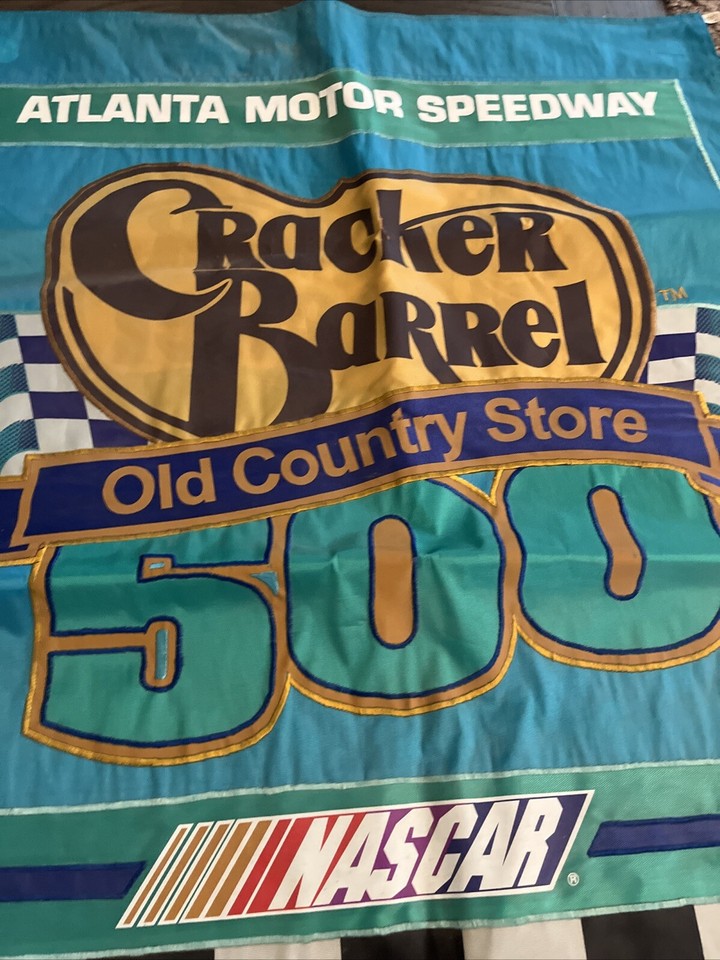 ATLANTA MOTOR SPEEDWAY
CRacker
BaRRel
TM
Old Country Store
500
NASCAR
®